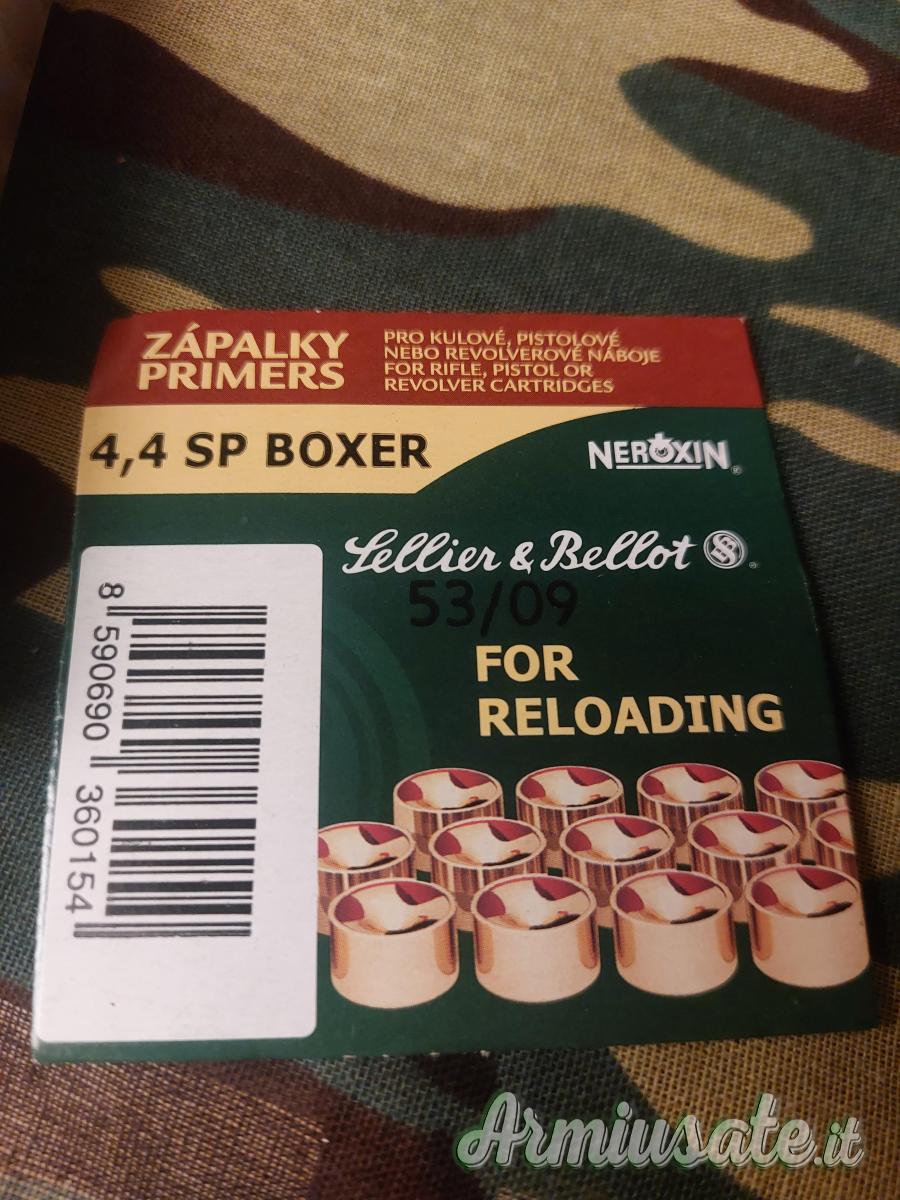 ZÁPALKY
PRIMERS
PRO KULOVÉ, PISTOLOVÉ
NEBO REVOLVEROVÉ NÁBOJE
FOR RIFLE, PISTOL OR
REVOLVER CARTRIDGES
4,4 SP BOXER
NEROXIN®
Sellier & Bellot
53/09
FOR
RELOADING
8 590690 360154
Armiusate.it